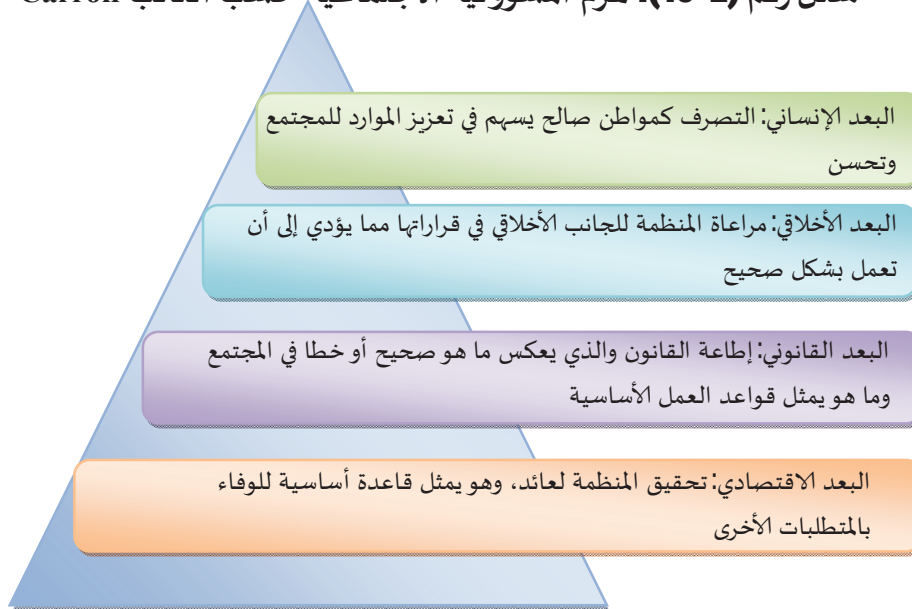 البعد الإنساني: التصرف كمواطن صالح يسهم في تعزيز الموارد للمجتمع
وتحسن
البعد الأخلاقي: مراعاة المنظمة للجانب الأخلاقي في قراراتها مما يؤدي إلى أن
تعمل بشكل صحيح
البعد القانوني: إطاعة القانون والذي يعكس ما هو صحيح أو خطا في المجتمع
وما هو يمثل قواعد العمل الأساسية
البعد الاقتصادي: تحقيق المنظمة لعائد، وهو يمثل قاعدة أساسية للوفاء
بالمتطلبات الأخرى